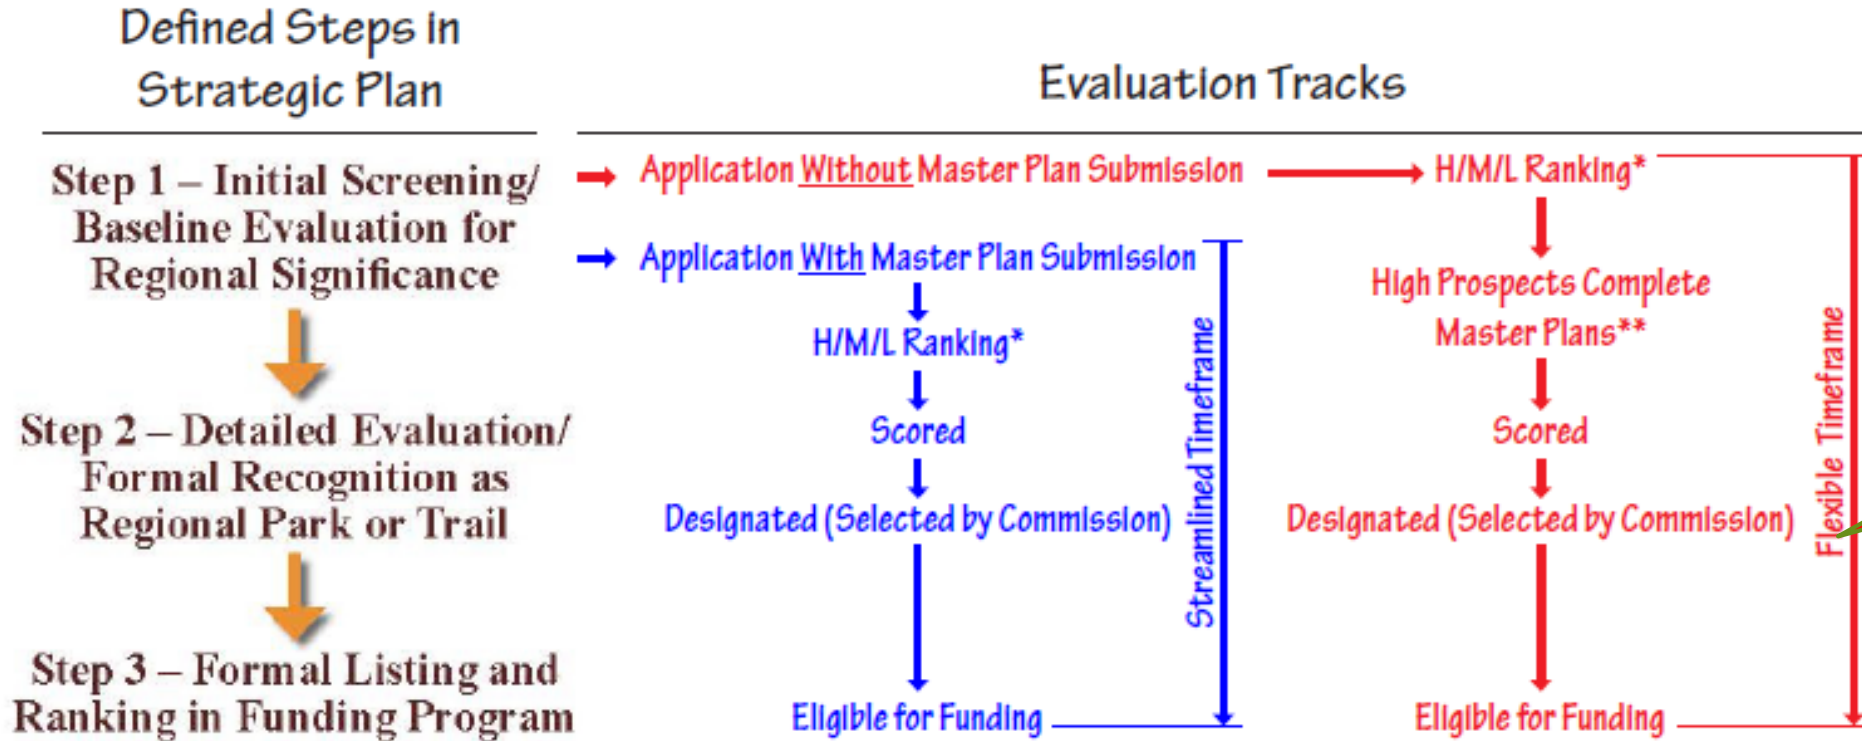 Defined Steps in
Strategic Plan
Evaluation Tracks
Step 1 – Initial Screening/
Baseline Evaluation for
Regional Significance
Step 2 – Detailed Evaluation/
Formal Recognition as
Regional Park or Trail
Step 3 – Formal Listing and
Ranking in Funding Program
Application Without Master Plan Submission
H/M/L Ranking*
High Prospects Complete
Master Plans**
Scored
Designated (Selected by Commission)
Eligible for Funding
Flexible Timeframe
Application With Master Plan Submission
H/M/L Ranking*
Scored
Designated (Selected by Commission)
Eligible for Funding
Streamlined Timeframe